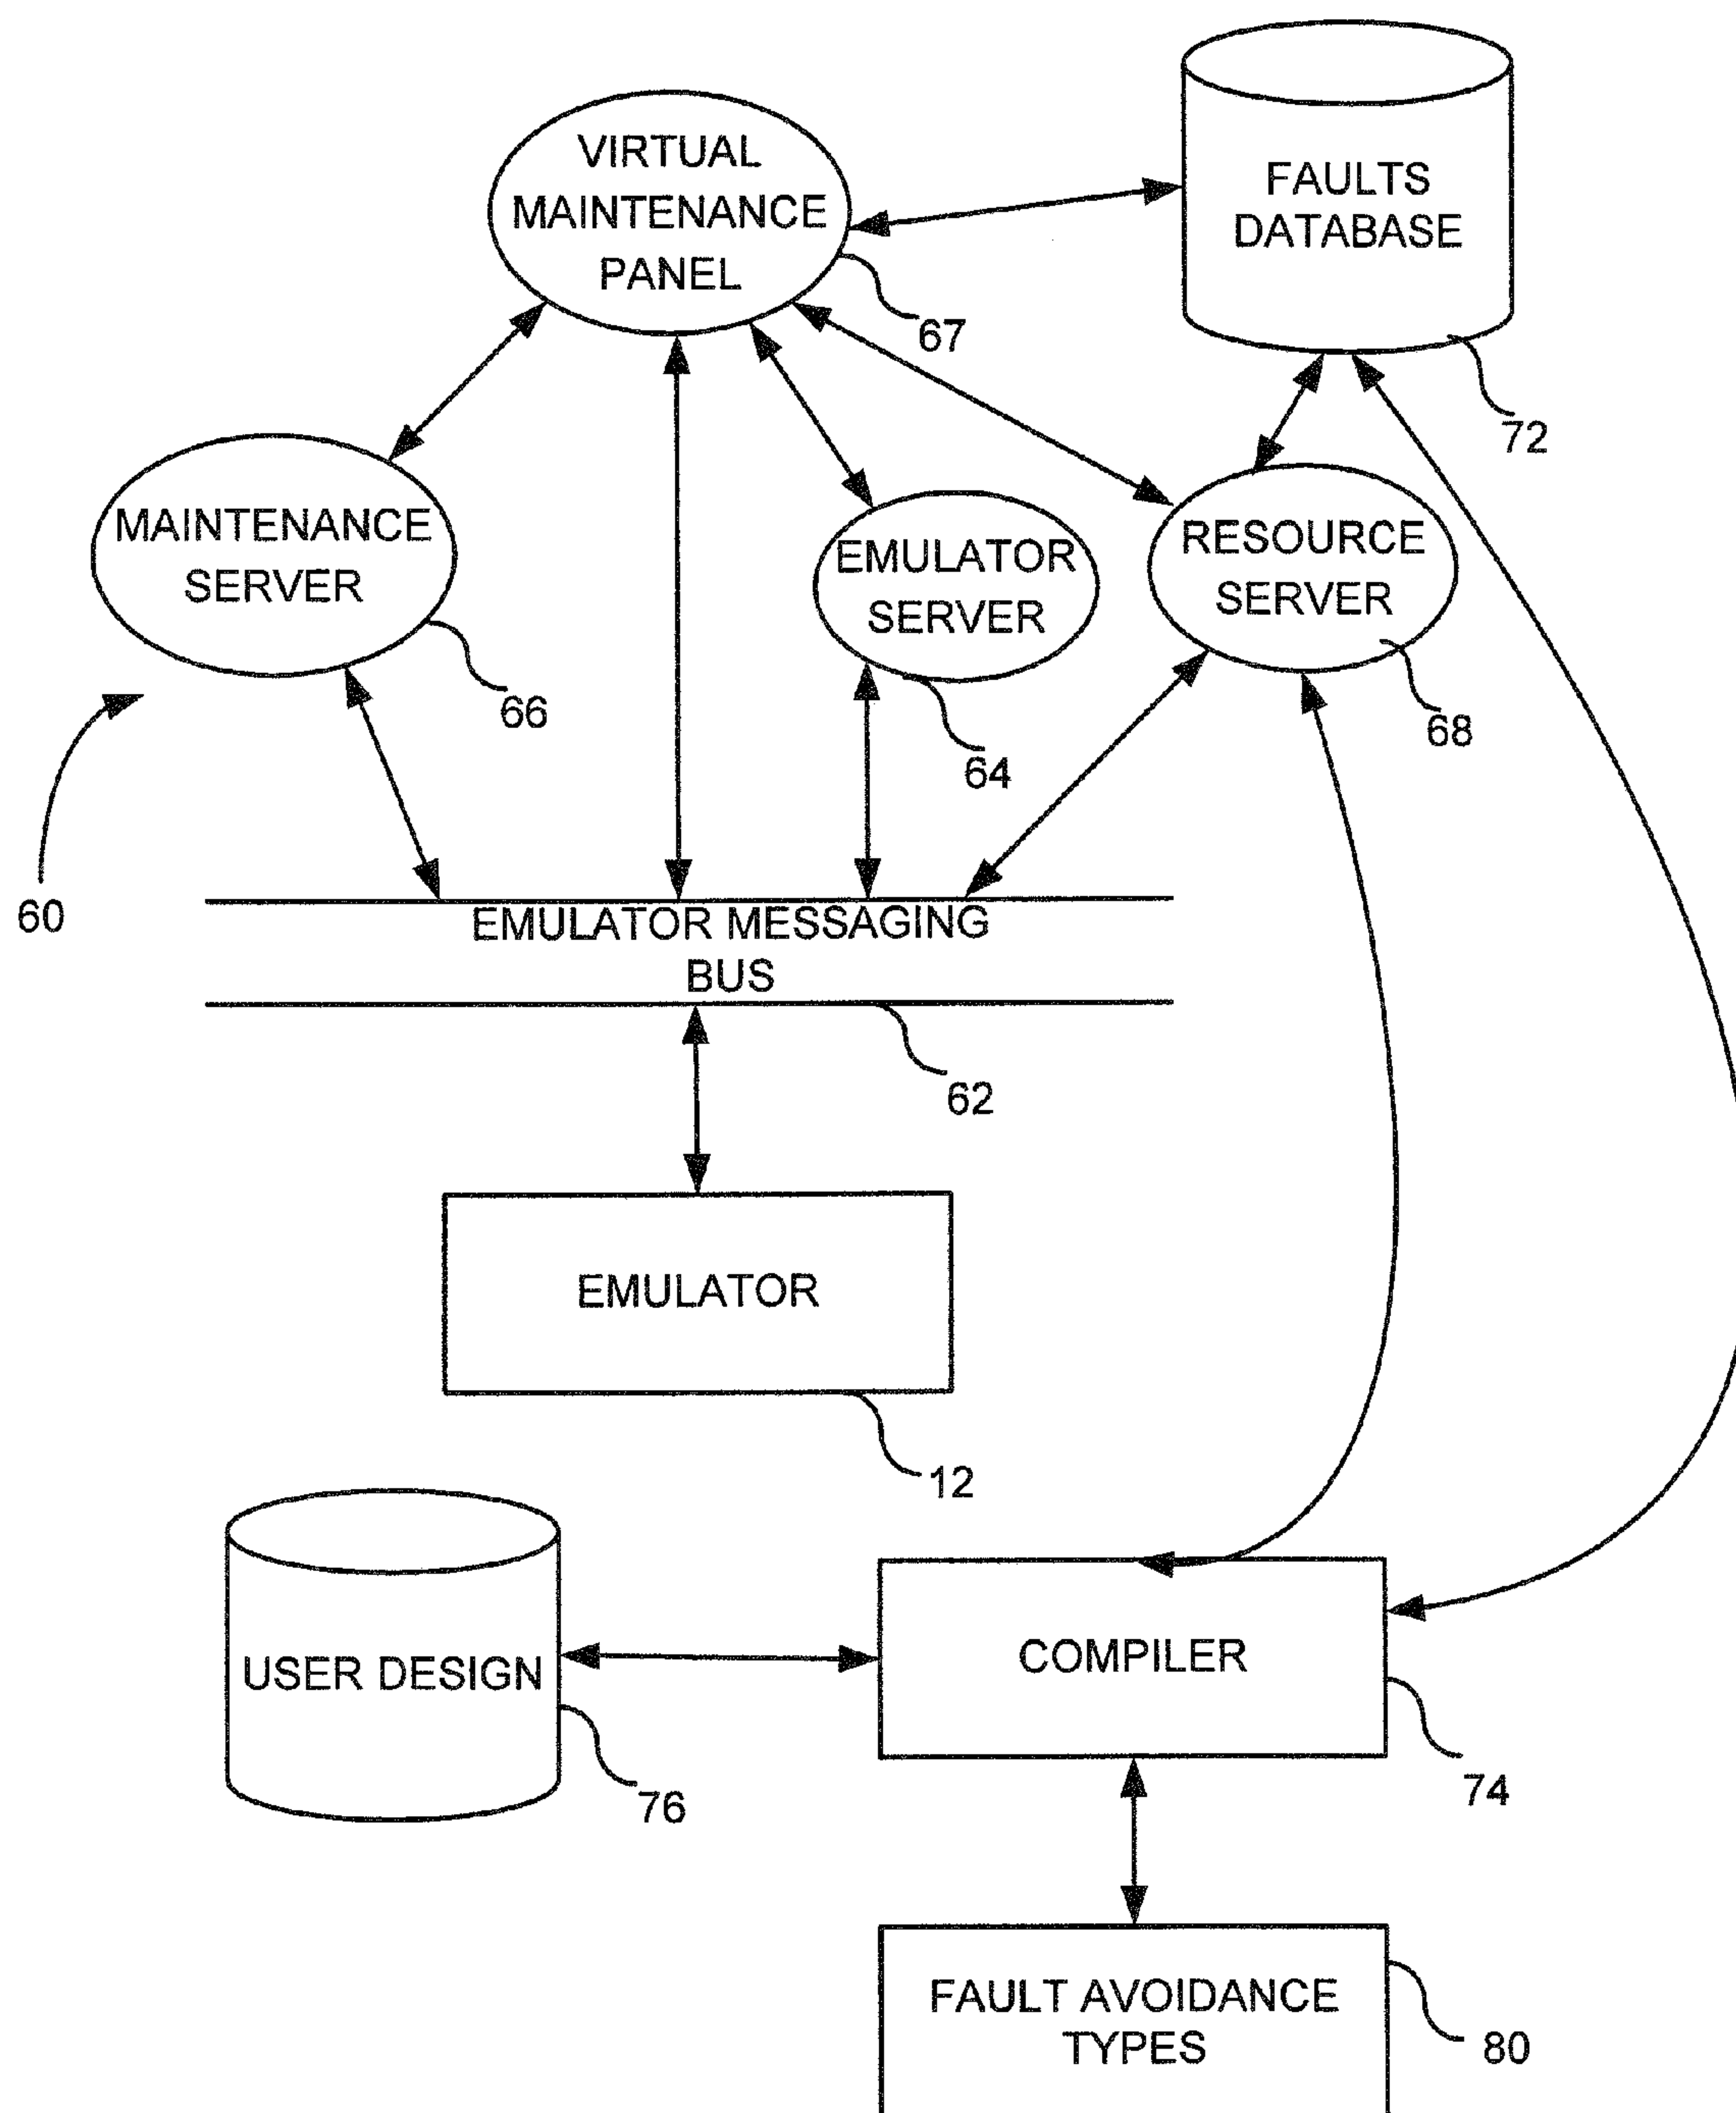 VIRTUAL
MAINTENANCE
PANEL
67
FAULTS
DATABASE
72
MAINTENANCE
SERVER
66
EMULATOR
SERVER
64
RESOURCE
SERVER
68
60
EMULATOR MESSAGING
BUS
62
EMULATOR
12
USER DESIGN
76
COMPILER
74
FAULT AVOIDANCE
TYPES
80